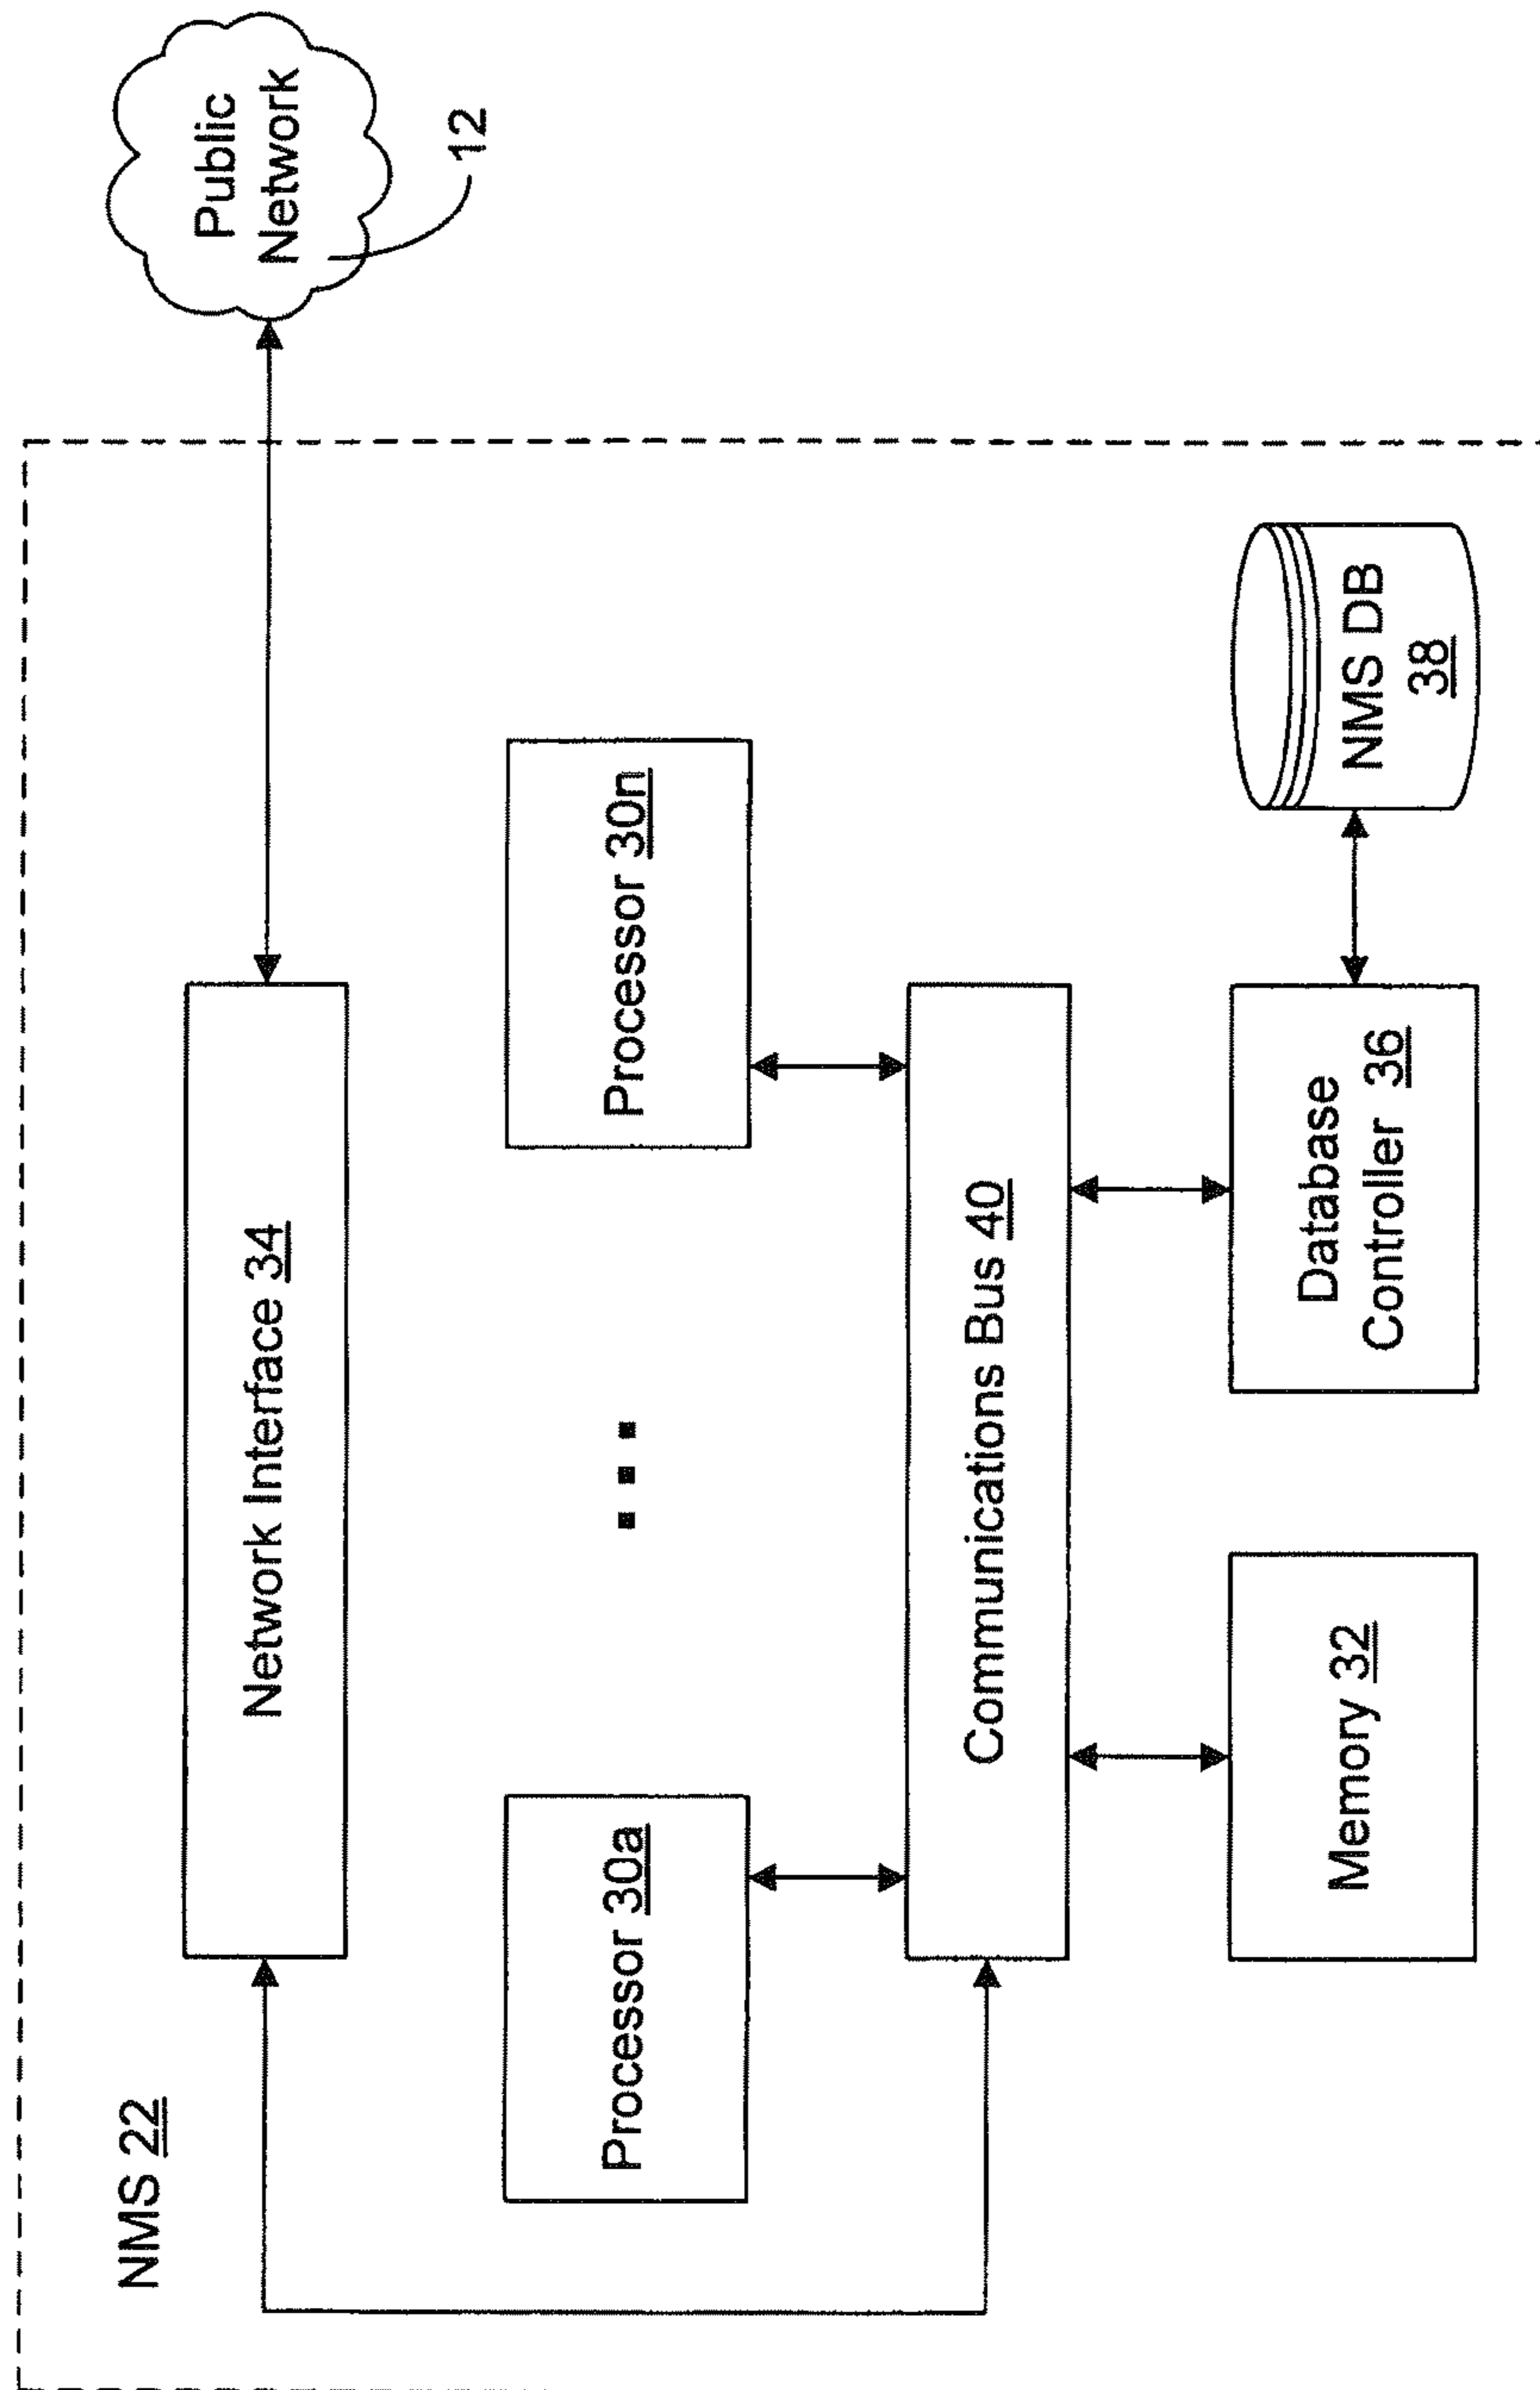 NMS 22
Network Interface 34
Public
Network
12
Processor 30a
Processor 30n
Communications Bus 40
Memory 32
Database
Controller 36
NMS DB
38